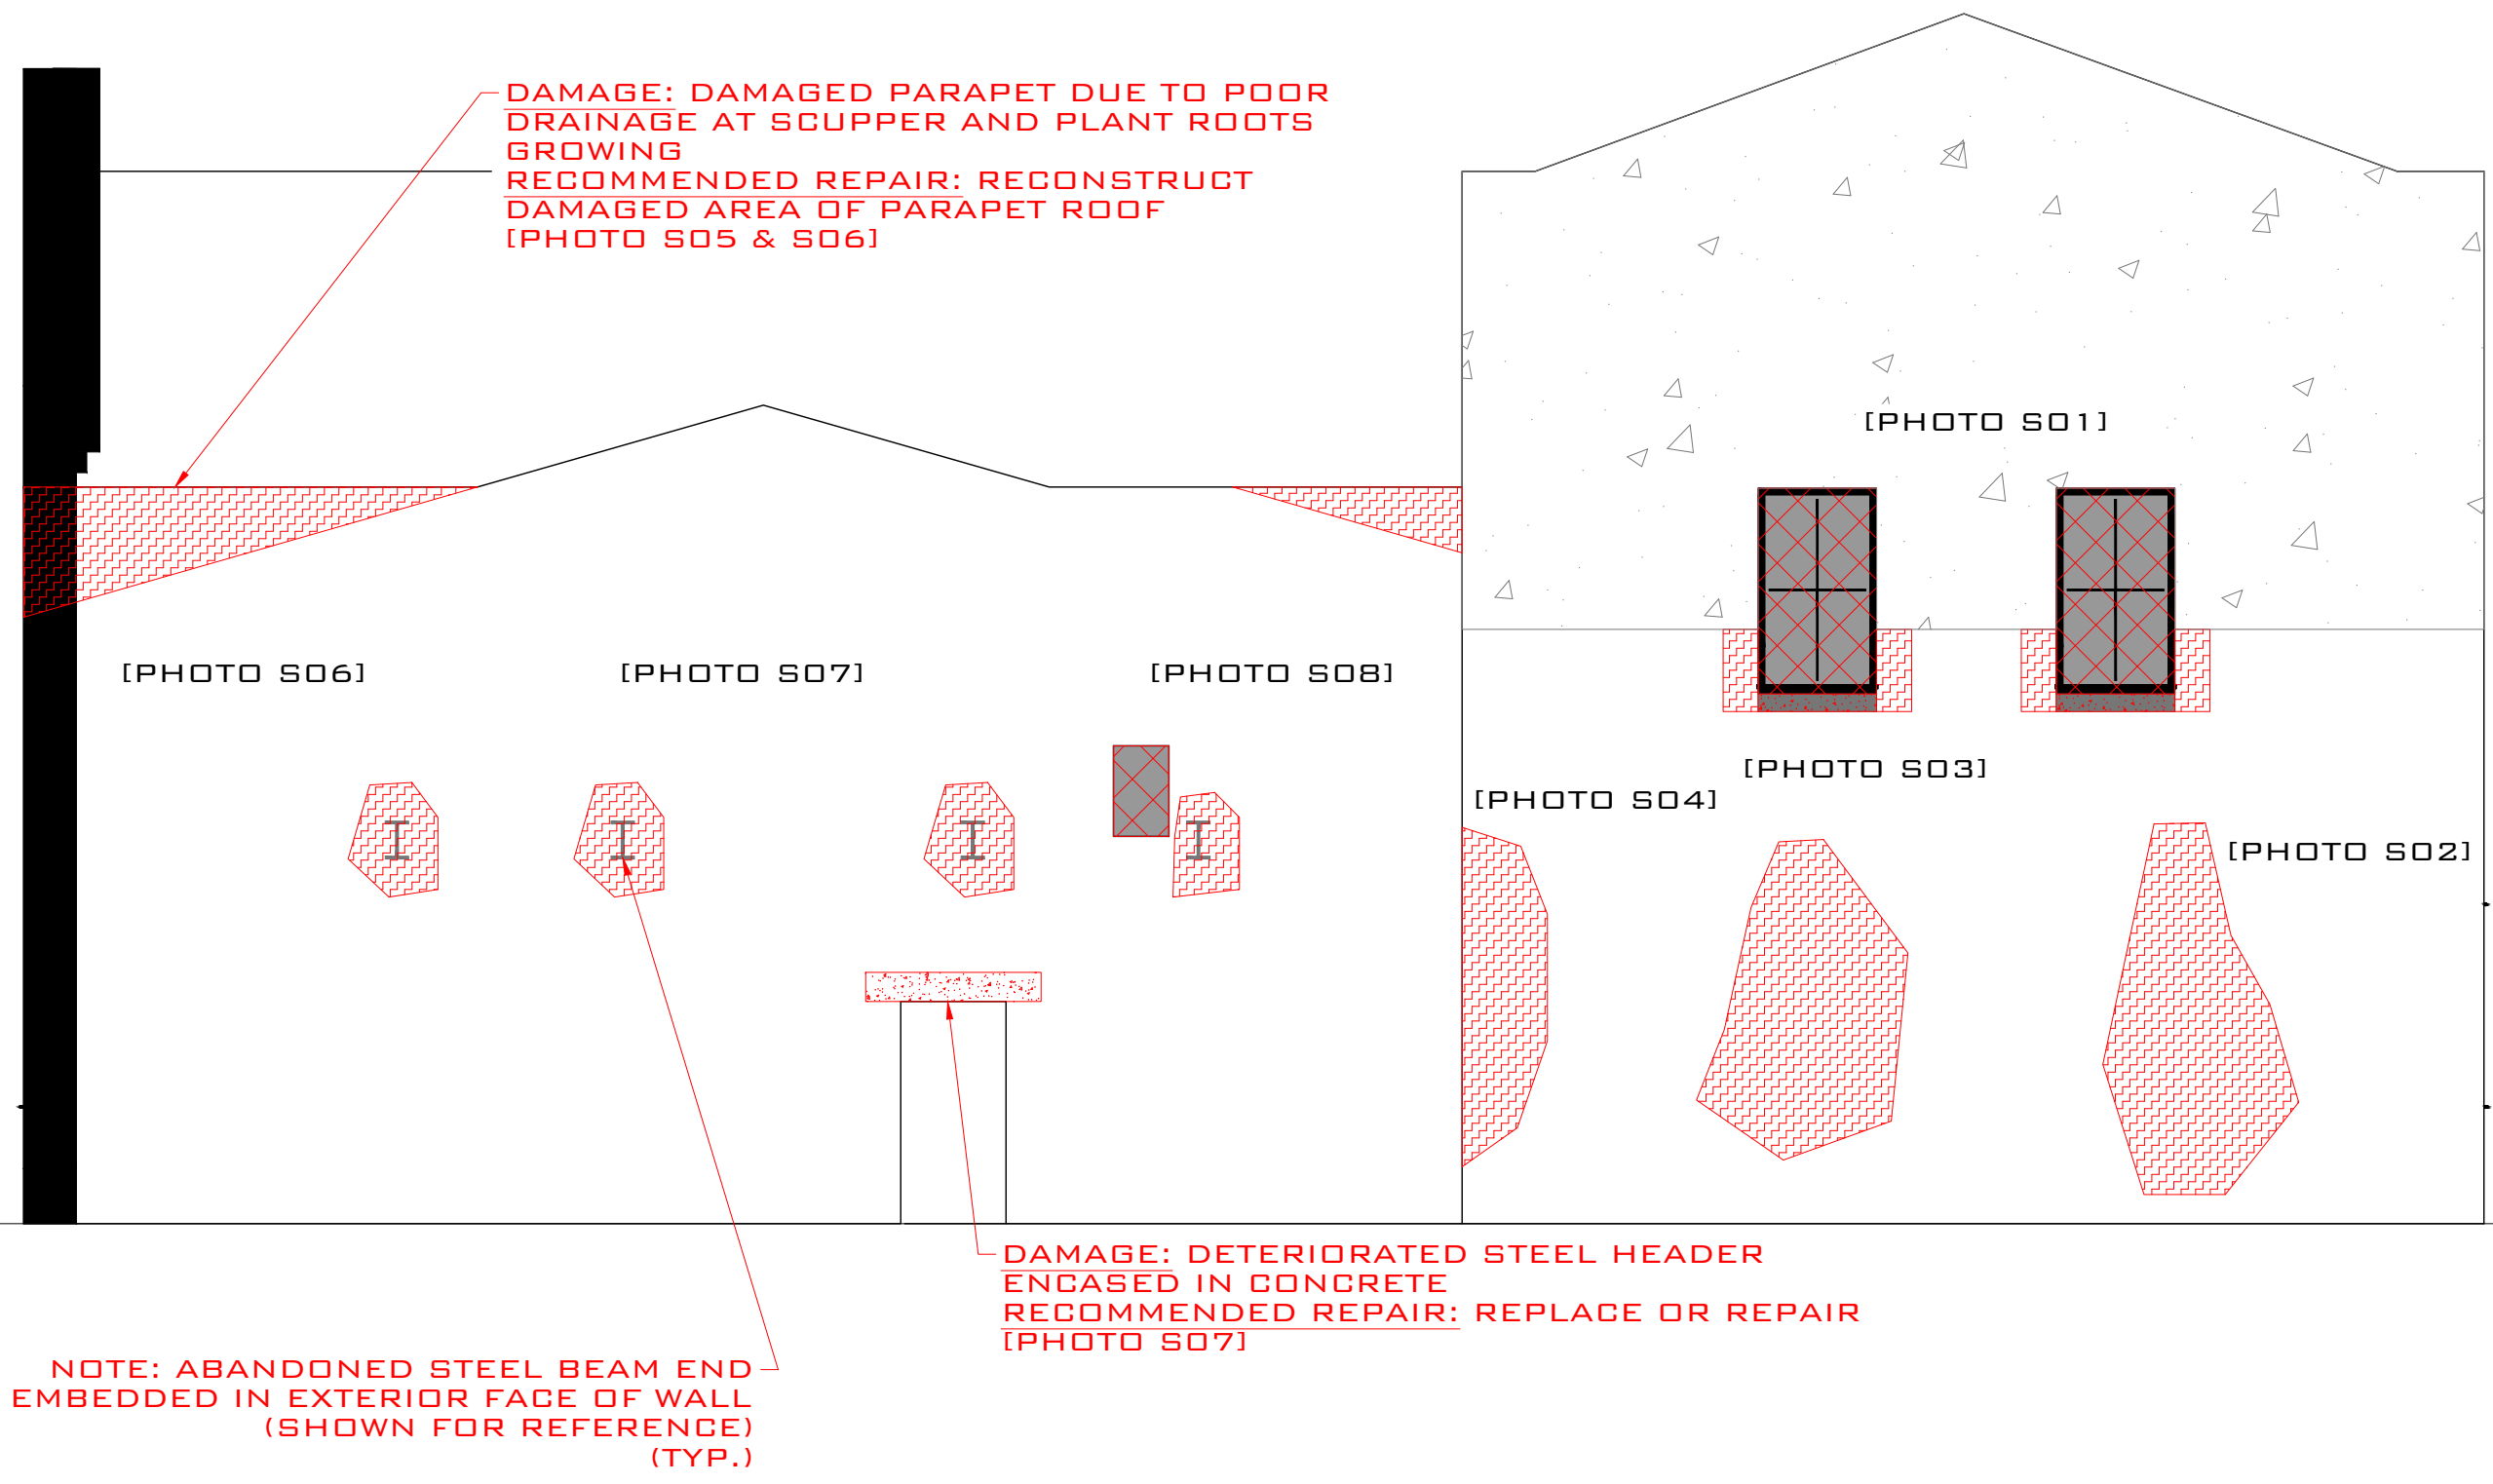 DAMAGE: DAMAGED PARAPET DUE TO POOR
DRAINAGE AT SCUPPER AND PLANT ROOTS
GROWING
RECOMMENDED REPAIR: RECONSTRUCT
DAMAGED AREA OF PARAPET ROOF
[PHOTO S05 & S06]
[PHOTO S01]
[PHOTO S06]
[PHOTO S07]
[PHOTO S08]
[PHOTO S03]
[PHOTO S04]
[PHOTO S02]
DAMAGE: DETERIORATED STEEL HEADER
ENCASED IN CONCRETE
RECOMMENDED REPAIR: REPLACE OR REPAIR
[PHOTO S07]
NOTE: ABANDONED STEEL BEAM END
EMBEDDED IN EXTERIOR FACE OF WALL
(SHOWN FOR REFERENCE)
(TYP.)